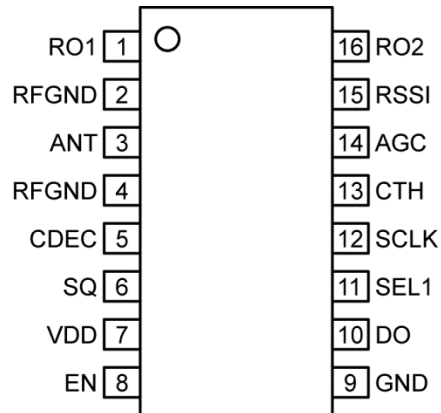 RO1 1 16 RO2
RFGND 2 15 RSSI
ANT 3 14 AGC
RFGND 4 13 CTH
CDEC 5 12 SCLK
SQ 6 11 SEL1
VDD 7 10 DO
EN 8 9 GND